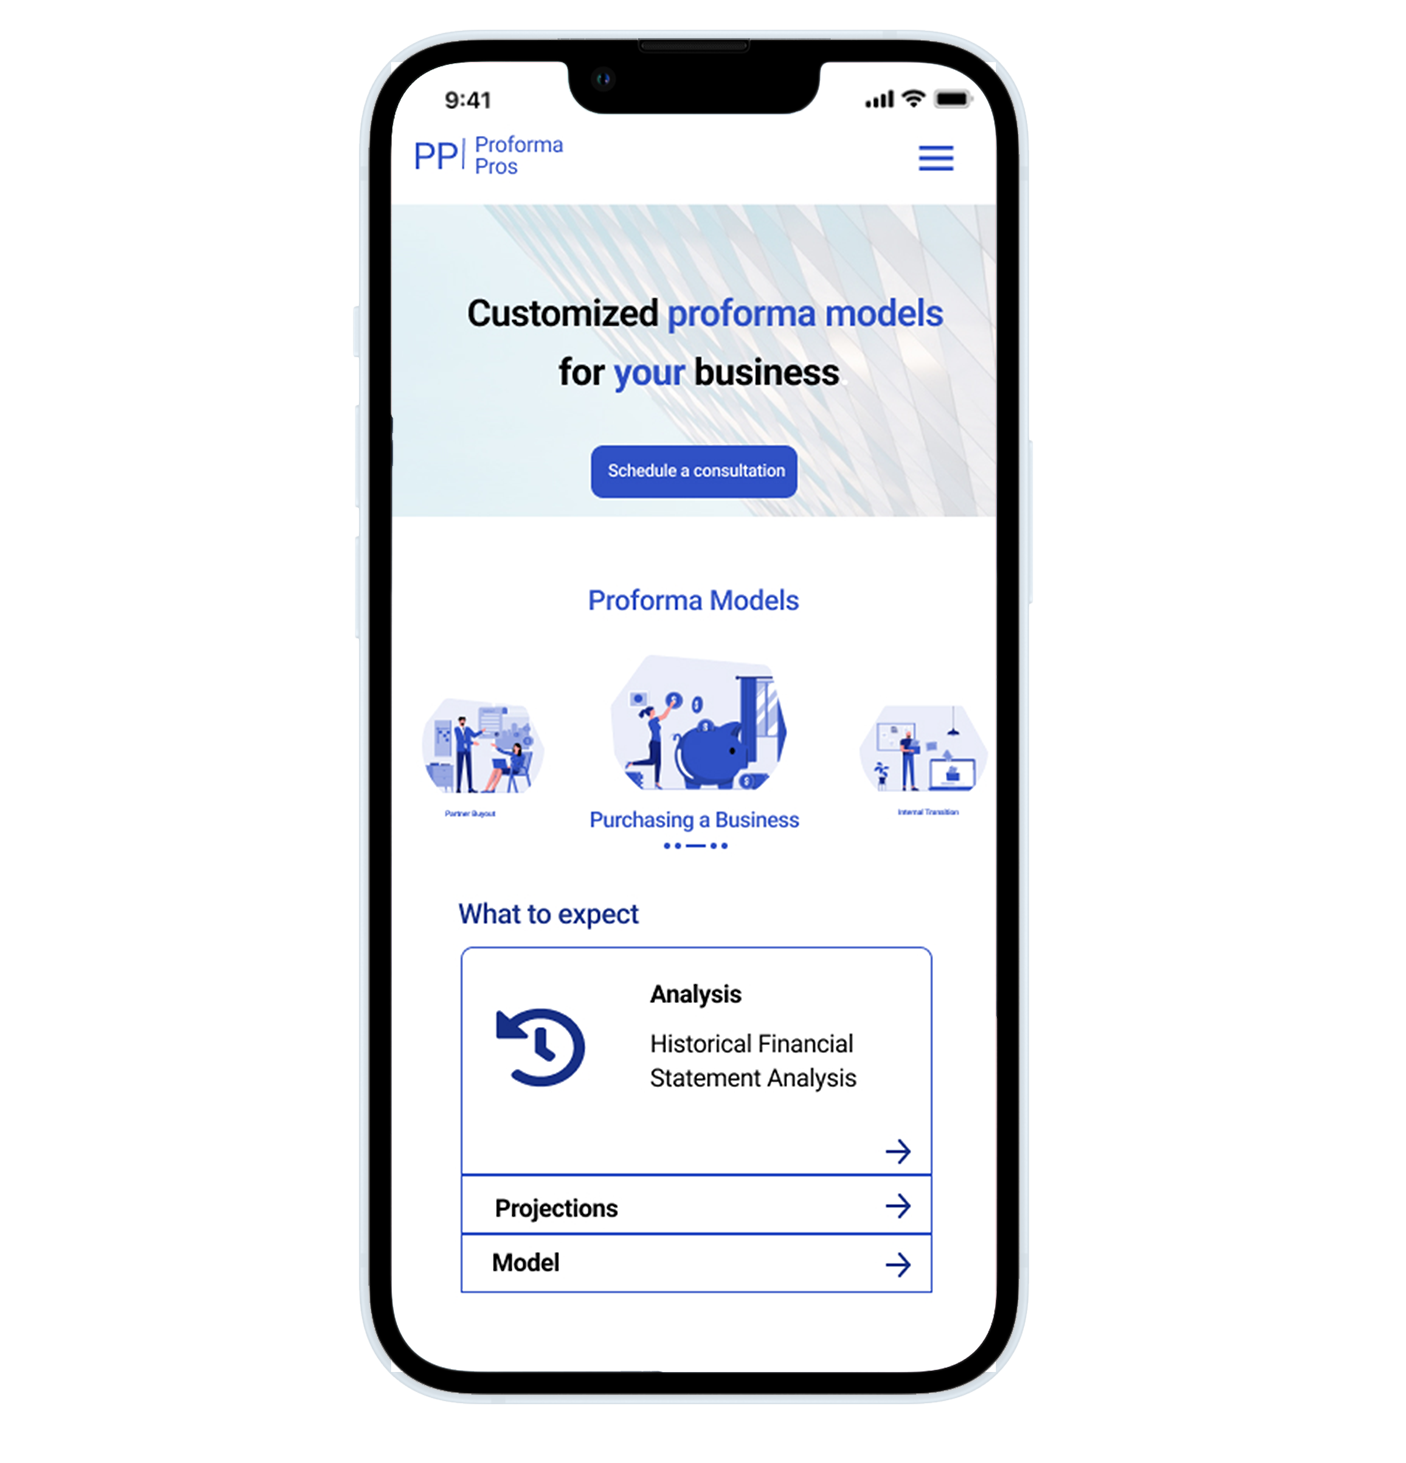 9:41
PP| Proforma
Pros
Customized proforma models
for your business.
Schedule a consultation
Proforma Models
Partner Buyout
Purchasing a Business
Internal Transition
What to expect
Analysis
Historical Financial
Statement Analysis
Projections
Model